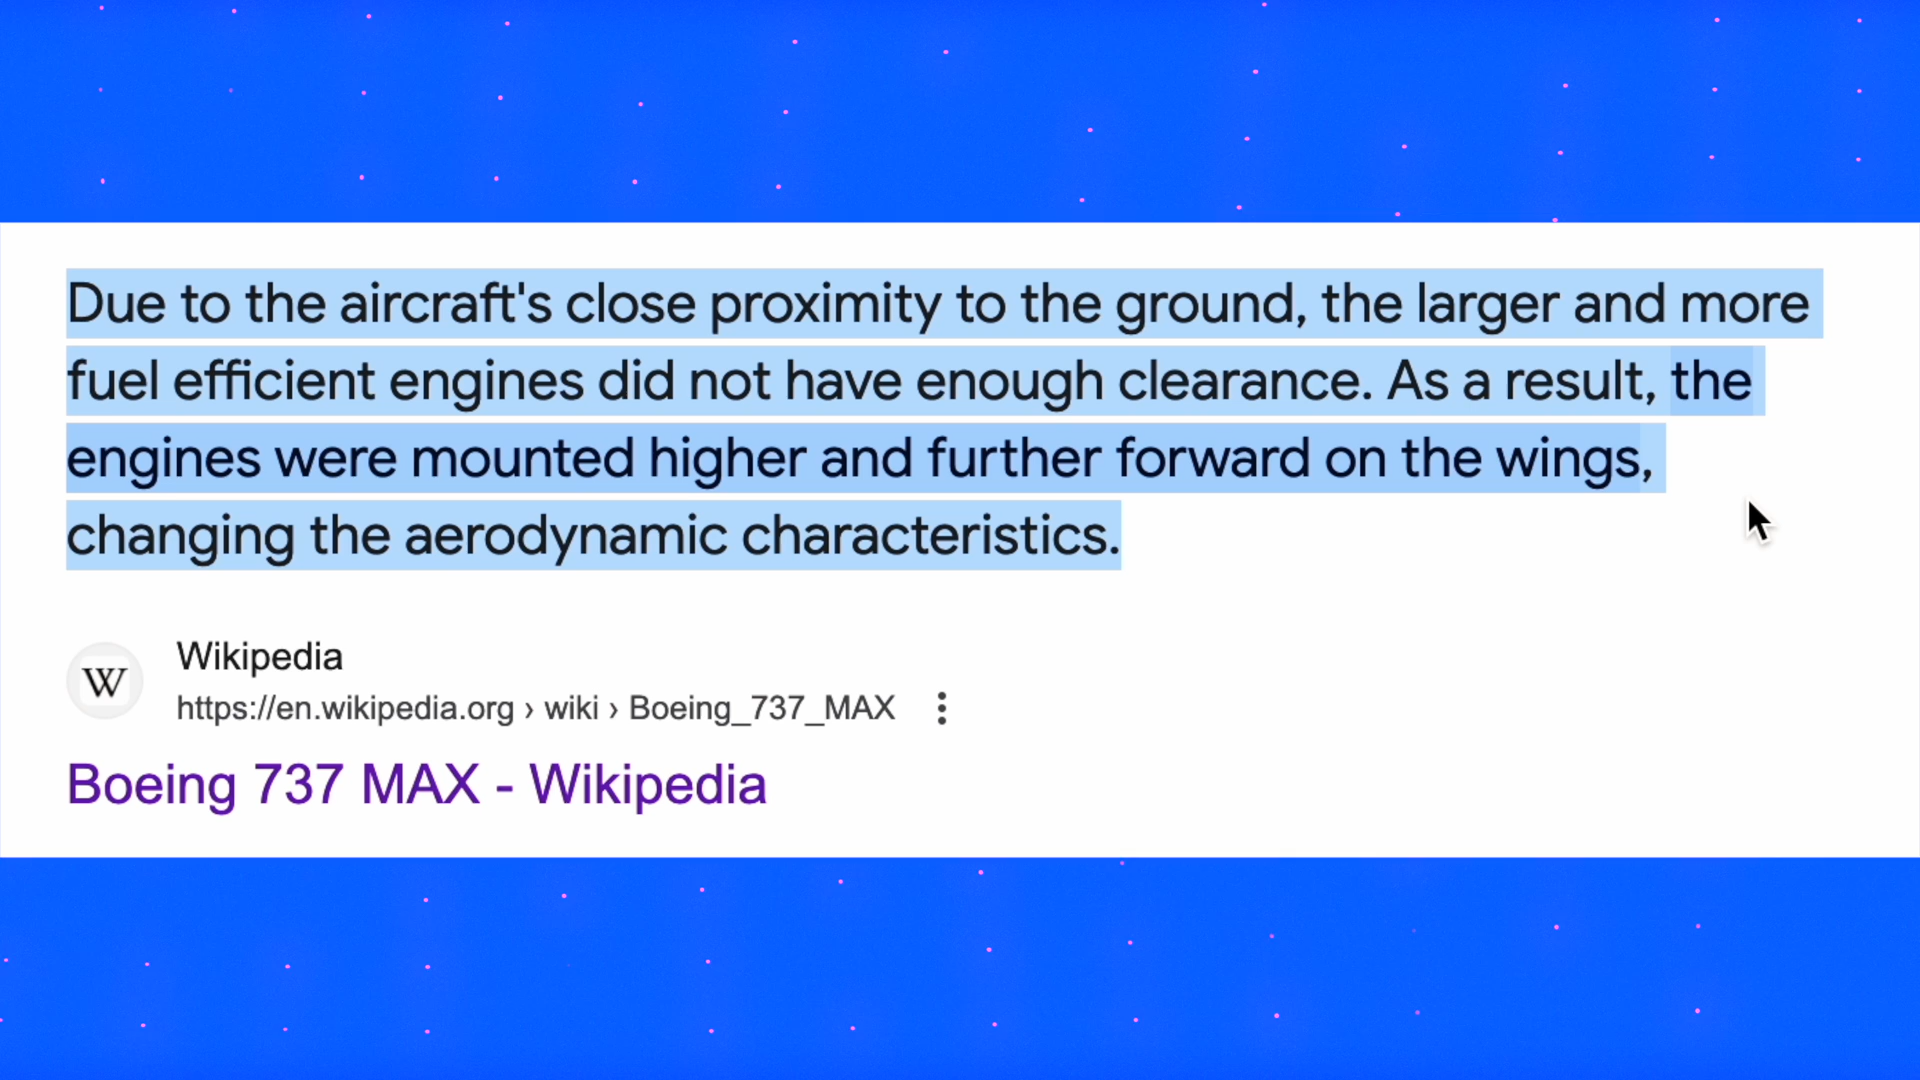 Due to the aircraft's close proximity to the ground, the larger and more
fuel efficient engines did not have enough clearance. As a result, the
engines were mounted higher and further forward on the wings,
changing the aerodynamic characteristics.
W
Wikipedia
https://en.wikipedia.org › wiki › Boeing_737_MAX
Boeing 737 MAX - Wikipedia